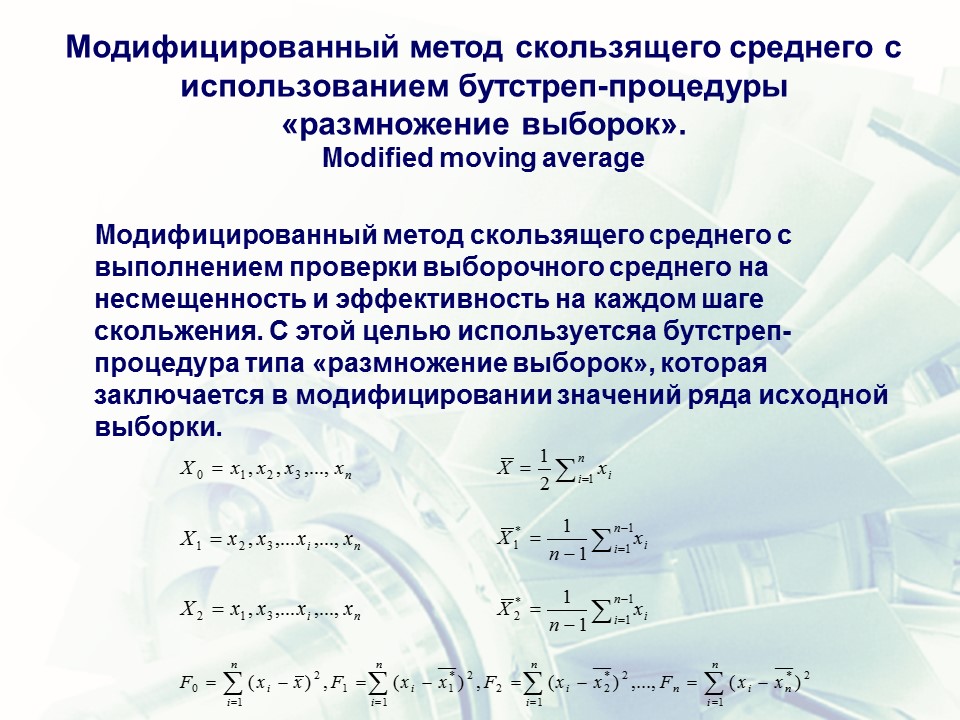 Модифицированный метод скользящего среднего с
использованием бутстреп-процедуры
«размножение выборок».
Modified moving average
Модифицированный метод скользящего среднего с
выполнением проверки выборочного среднего на
несмещенность и эффективность на каждом шаге
скольжения. С этой целью используетсяа бутстреп-
процедура типа «размножение выборок», которая
заключается в модифицировании значений ряда исходной
выборки.
X_0 = x_1, x_2, x_3,..., x_n    \overline{X} = \frac{1}{2} \sum_{i=1}^{n} x_i
X_1 = x_2, x_3,...x_i,..., x_n    \overline{X}_1^* = \frac{1}{n-1} \sum_{i=1}^{n-1} x_i
X_2 = x_1, x_3,...x_i,..., x_n    \overline{X}_2^* = \frac{1}{n-1} \sum_{i=1}^{n-1} x_i
F_0 = \sum_{i=1}^{n} (x_i - \overline{x})^2, F_1 = \sum_{i=1}^{n} (x_i - \overline{x_1^*})^2, F_2 = \sum_{i=1}^{n} (x_i - \overline{x_2^*})^2,..., F_n = \sum_{i=1}^{n} (x_i - \overline{x_n^*})^2